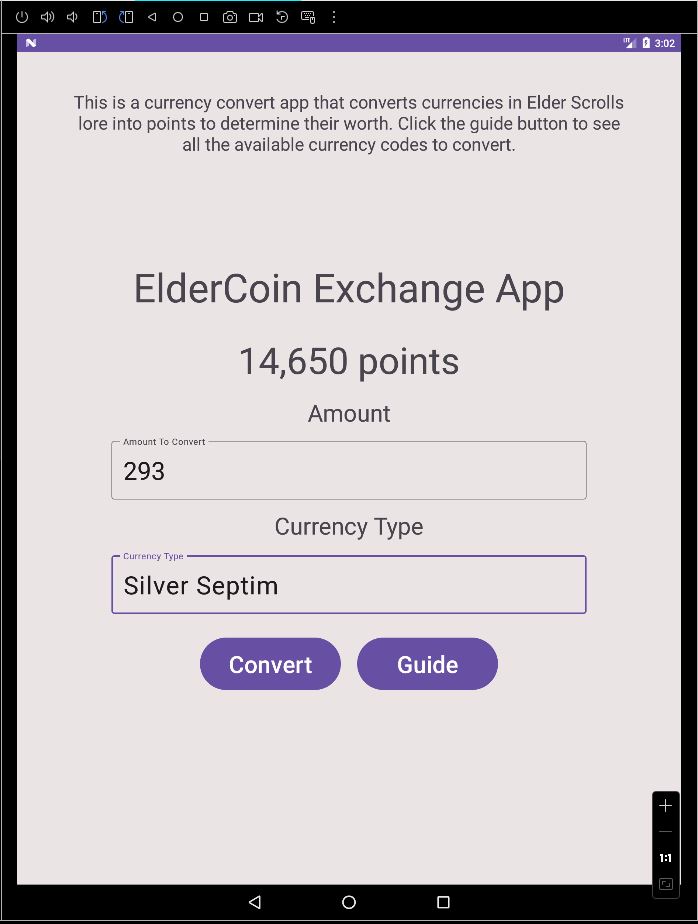 3:02
This is a currency convert app that converts currencies in Elder Scrolls
lore into points to determine their worth. Click the guide button to see
all the available currency codes to convert.
ElderCoin Exchange App
14,650 points
Amount
Amount To Convert
293
Currency Type
Currency Type
Silver Septim
Convert Guide
1:1